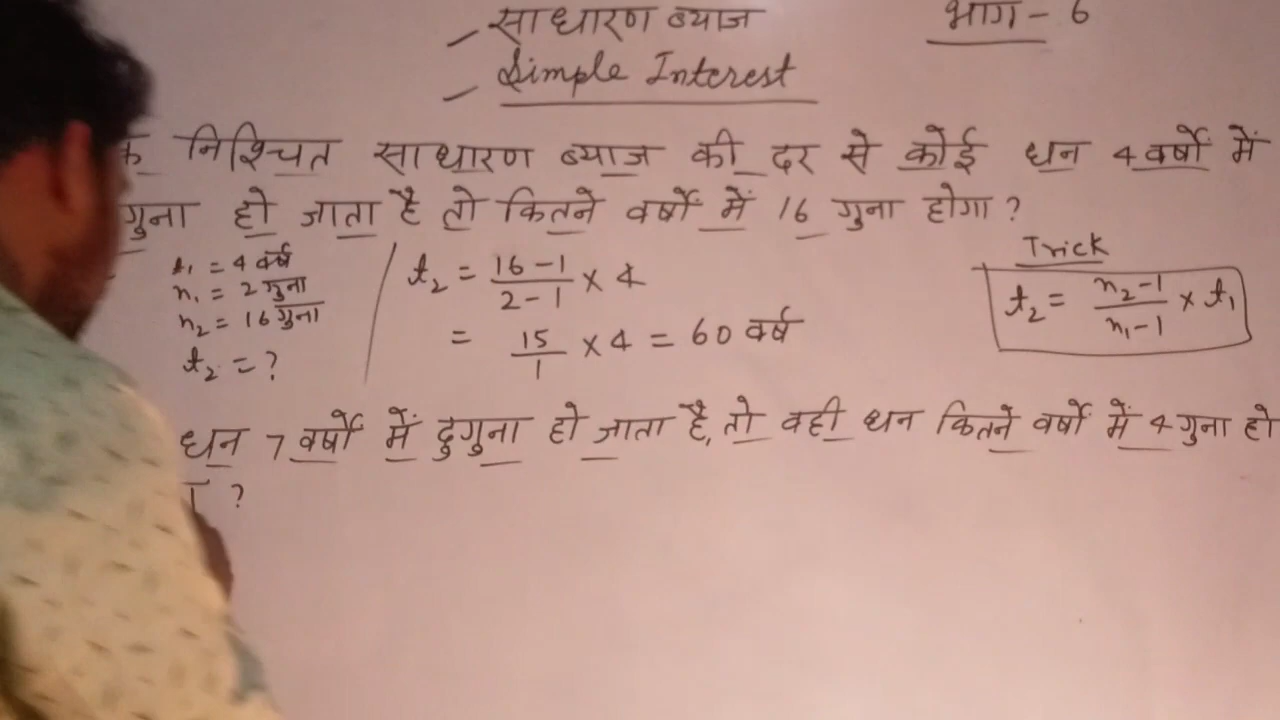 साधारण ब्याज
भाग - 6
Simple Interest
निश्चित साधारण ब्याज की दर से कोई धन 4 वर्षों में
गुना हो जाता है तो कितने वर्षों में 16 गुना होगा ?
t₁ = 4 वर्ष
n₁ = 2 गुना
n₂ = 16 गुना
t₂ = ?
t₂ = (16 - 1)/(2 - 1) × 4
= 15/1 × 4 = 60 वर्ष
Trick
t₂ = (n₂-1)/(n₁-1) × t₁
धन 7 वर्षों में दुगुना हो जाता है, तो वही धन कितने वर्षों में 4 गुना हो
?